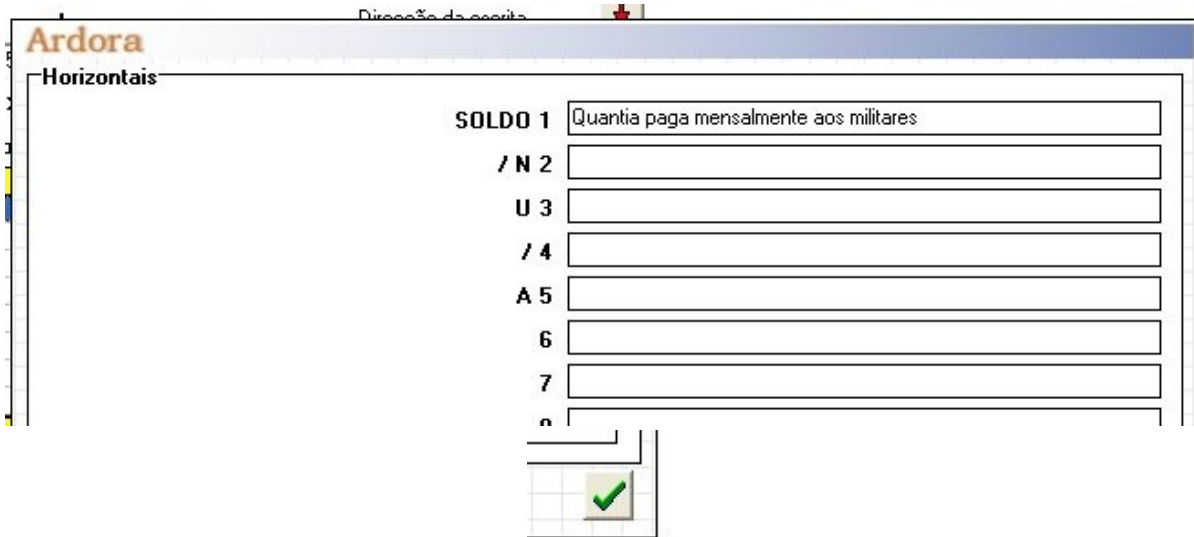 Direcção da escrita
Ardora
Horizontais
SOLDO 1 Quantia paga mensalmente aos militares
/ N 2
U 3
/ 4
A 5
6
7